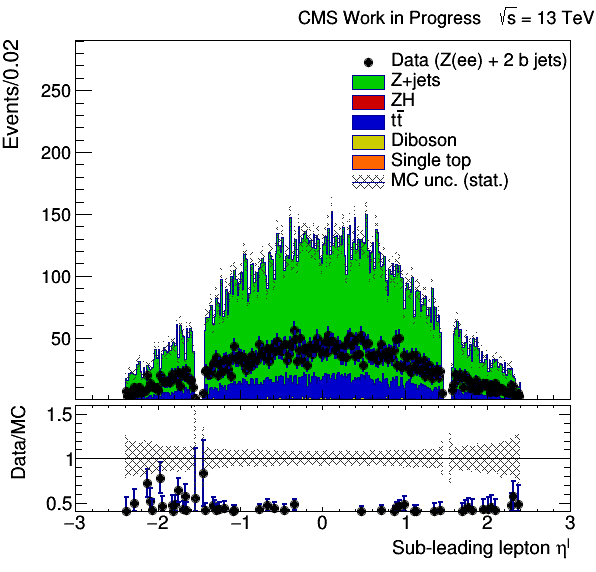 CMS Work in Progress √s = 13 TeV
Events/0.02
Data (Z(ee) + 2 b jets)
Z+jets
ZH
tt̅
Diboson
Single top
MC unc. (stat.)
250
200
150
100
50
Data/MC
1.5
1
0.5
−3 −2 −1 0 1 2 3
Sub-leading lepton η^l